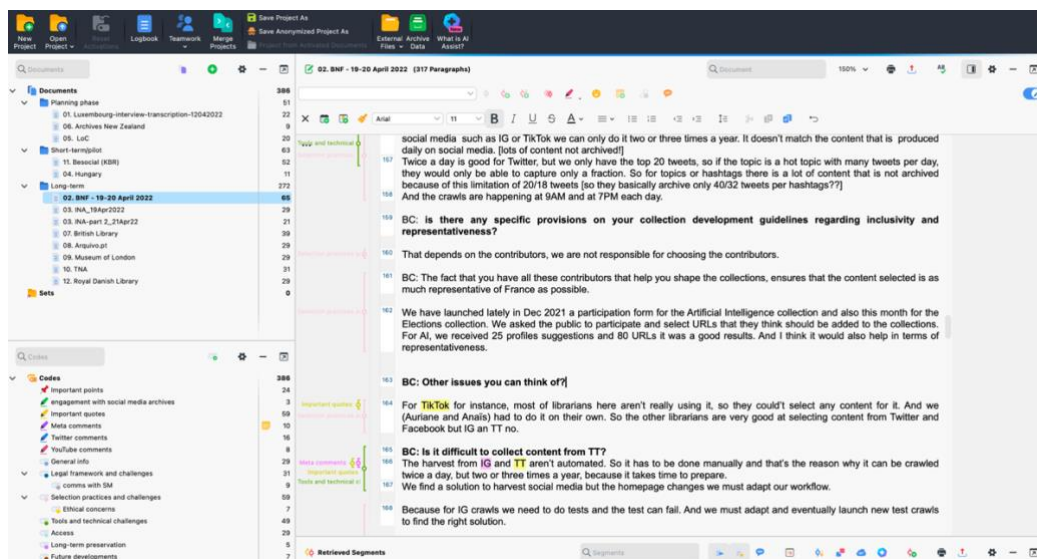 Save Project As
Save Anonymized Project As
Project from Activated Documents
New Project
Open Project
Reset Activations
Logbook
Teamwork
Merge Projects
External Files
Archive Data
What is AI Assist?
Documents
Documents 386
Planning phase 51
01. Luxembourg-interview-transcription-12042022 22
06. Archives New Zealand 9
05. LoC 20
Short-term/pilot 63
11. Besocial (KBR) 52
04. Hungary 11
Long-term 272
02. BNF - 19-20 April 2022 65
03. INA_19Apr2022 29
03. INA-part 2_21Apr22 21
07. British Library 39
08. Arquivo.pt 29
09. Museum of London 29
10. TNA 31
12. Royal Danish Library 29
Sets 0
Codes
Codes 386
Important points 24
engagement with social media archives 3
Important quotes 59
Meta comments 10
Twitter comments 16
YouTube comments 8
General info 29
Legal framework and challenges 31
comms with SM 9
Selection practices and challenges 59
Ethical concerns 7
Tools and technical challenges 49
Access 29
Long-term preservation 5
Future developments 7
02. BNF - 19-20 April 2022 (317 Paragraphs)
Document
150%
Arial 11 B I U S A
social media such as IG or TikTok we can only do it two or three times a year. It doesn't match the content that is produced
daily on social media. [lots of content not archived!]
157 Twice a day is good for Twitter, but we only have the top 20 tweets, so if the topic is a hot topic with many tweets per day,
they would only be able to capture only a fraction. So for topics or hashtags there is a lot of content that is not archived
because of this limitation of 20/18 tweets [so they basically archive only 40/32 tweets per hashtags??]
158 And the crawls are happening at 9AM and at 7PM each day.
159 BC: is there any specific provisions on your collection development guidelines regarding inclusivity and
representativeness?
160 That depends on the contributors, we are not responsible for choosing the contributors.
161 BC: The fact that you have all these contributors that help you shape the collections, ensures that the content selected is as
much representative of France as possible.
162 We have launched lately in Dec 2021 a participation form for the Artificial Intelligence collection and also this month for the
Elections collection. We asked the public to participate and select URLs that they think should be added to the collections.
For AI, we received 25 profiles suggestions and 80 URLs it was a good results. And I think it would also help in terms of
representativeness.
163 BC: Other issues you can think of?
Important quotes
164 For TikTok for instance, most of librarians here aren't really using it, so they could't select any content for it. And we
(Auriane and Anaïs) had to do it on their own. So the other librarians are very good at selecting content from Twitter and
Facebook but IG an TT no.
165 BC: Is it difficult to collect content from TT?
Meta comments
Important quotes
Tools and technical c
166 The harvest from IG and TT aren't automated. So it has to be done manually and that's the reason why it can be crawled
twice a day, but two or three times a year, because it takes time to prepare.
167 We find a solution to harvest social media but the homepage changes we must adapt our workflow.
168 Because for IG crawls we need to do tests and the test can fail. And we must adapt and eventually launch new test crawls
to find the right solution.
Retrieved Segments
Segments